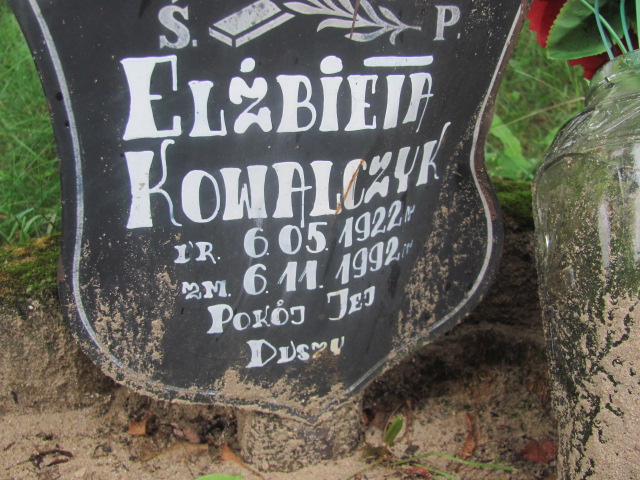 Ś. P.
Elżbieta
Kowalczyk
ur. 6.05.1922 r.
zm. 6.11.1992 r.
Pokój Jej
Duszy